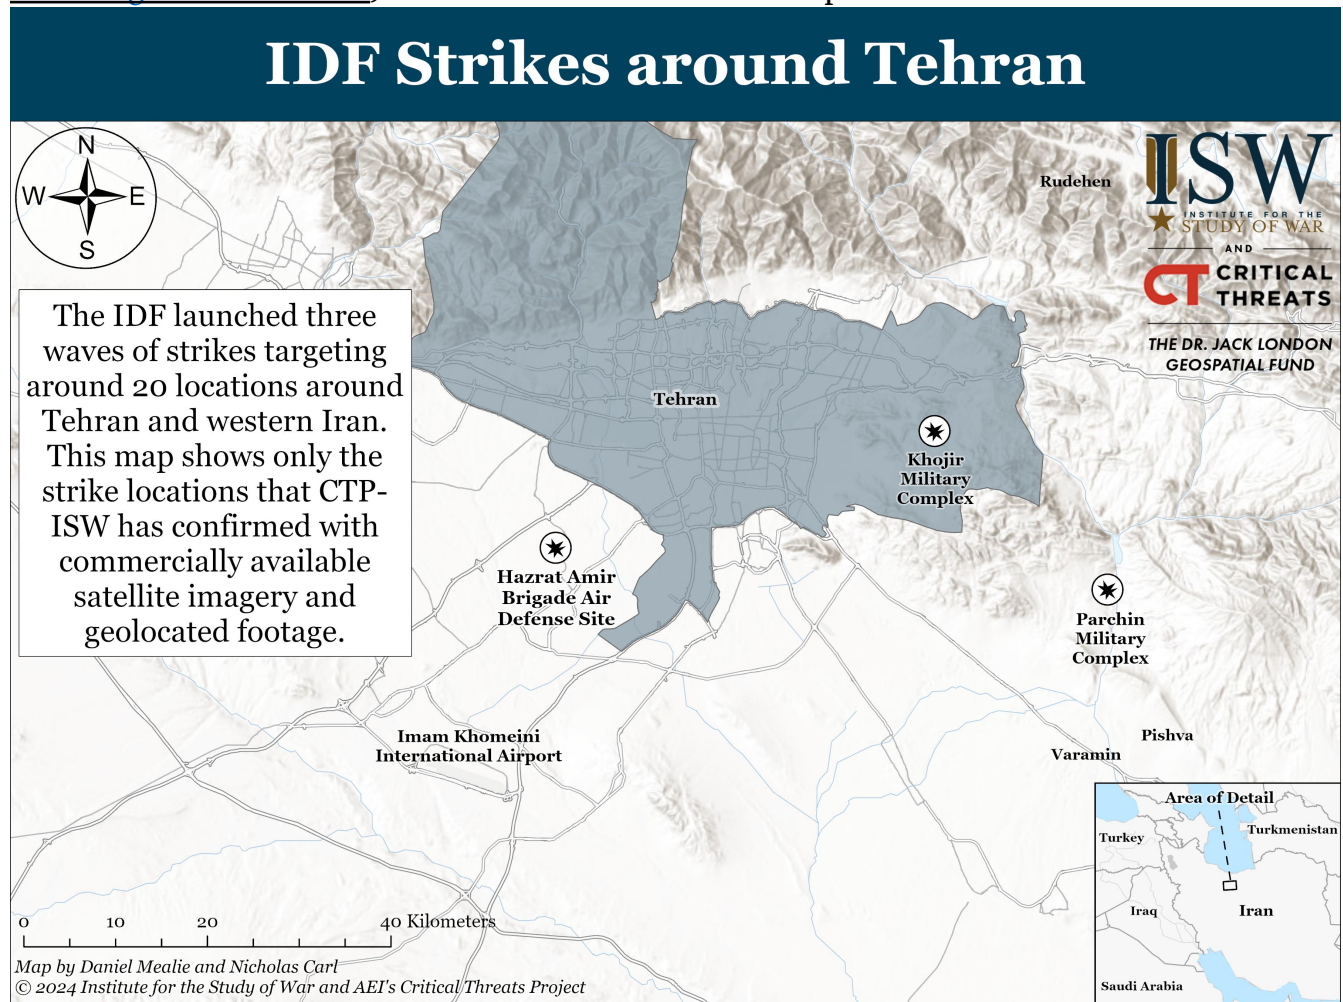 IDF Strikes around Tehran
N
W
E
S
The IDF launched three
waves of strikes targeting
around 20 locations around
Tehran and western Iran.
This map shows only the
strike locations that CTP-
ISW has confirmed with
commercially available
satellite imagery and
geolocated footage.
Rudehen
ISW
INSTITUTE FOR THE
STUDY OF WAR
AND
CT CRITICAL
THREATS
THE DR. JACK LONDON
GEOSPATIAL FUND
Tehran
Khojir
Military
Complex
Hazrat Amir
Brigade Air
Defense Site
Parchin
Military
Complex
Imam Khomeini
International Airport
Pishva
Varamin
Area of Detail
Turkey
Turkmenistan
Iraq
Iran
Saudi Arabia
0 10 20 40 Kilometers
Map by Daniel Mealie and Nicholas Carl
© 2024 Institute for the Study of War and AEI's Critical Threats Project